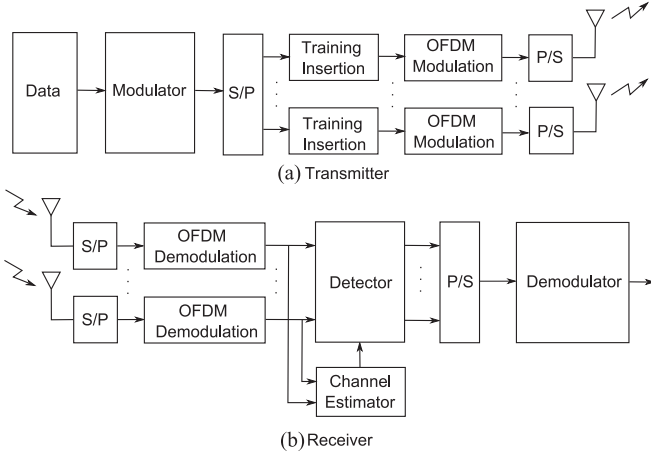 Data
Modulator
S/P
Training
Insertion
OFDM
Modulation
P/S
Training
Insertion
OFDM
Modulation
P/S
(a) Transmitter
S/P
OFDM
Demodulation
S/P
OFDM
Demodulation
Detector
P/S
Demodulator
Channel
Estimator
(b) Receiver